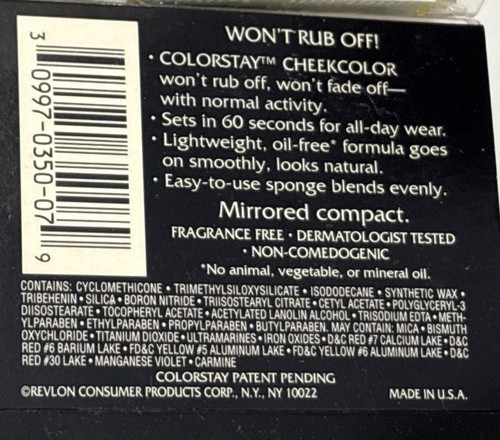 WON'T RUB OFF!
• COLORSTAY™ CHEEKCOLOR
won't rub off, won't fade off—
with normal activity.
• Sets in 60 seconds for all-day wear.
• Lightweight, oil-free* formula goes
on smoothly, looks natural.
• Easy-to-use sponge blends evenly.
Mirrored compact.
FRAGRANCE FREE • DERMATOLOGIST TESTED
• NON-COMEDOGENIC
*No animal, vegetable, or mineral oil.
3 0997-0350-07 9
CONTAINS: CYCLOMETHICONE • TRIMETHYLSILOXYSILICATE • ISODODECANE • SYNTHETIC WAX •
TRIBEHENIN • SILICA • BORON NITRIDE • TRIISOSTEARYL CITRATE • CETYL ACETATE • POLYGLYCERYL-3
DIISOSTEARATE • TOCOPHERYL ACETATE • ACETYLATED LANOLIN ALCOHOL • TRISODIUM EDTA • METH-
YLPARABEN • ETHYLPARABEN • PROPYLPARABEN • BUTYLPARABEN. MAY CONTAIN: MICA • BISMUTH
OXYCHLORIDE • TITANIUM DIOXIDE • ULTRAMARINES • IRON OXIDES • D&C RED #7 CALCIUM LAKE • D&C
RED #6 BARIUM LAKE • FD&C YELLOW #5 ALUMINUM LAKE • FD&C YELLOW #6 ALUMINUM LAKE • D&C
RED #30 LAKE • MANGANESE VIOLET • CARMINE
COLORSTAY PATENT PENDING
©REVLON CONSUMER PRODUCTS CORP., N.Y., NY 10022 MADE IN U.S.A.